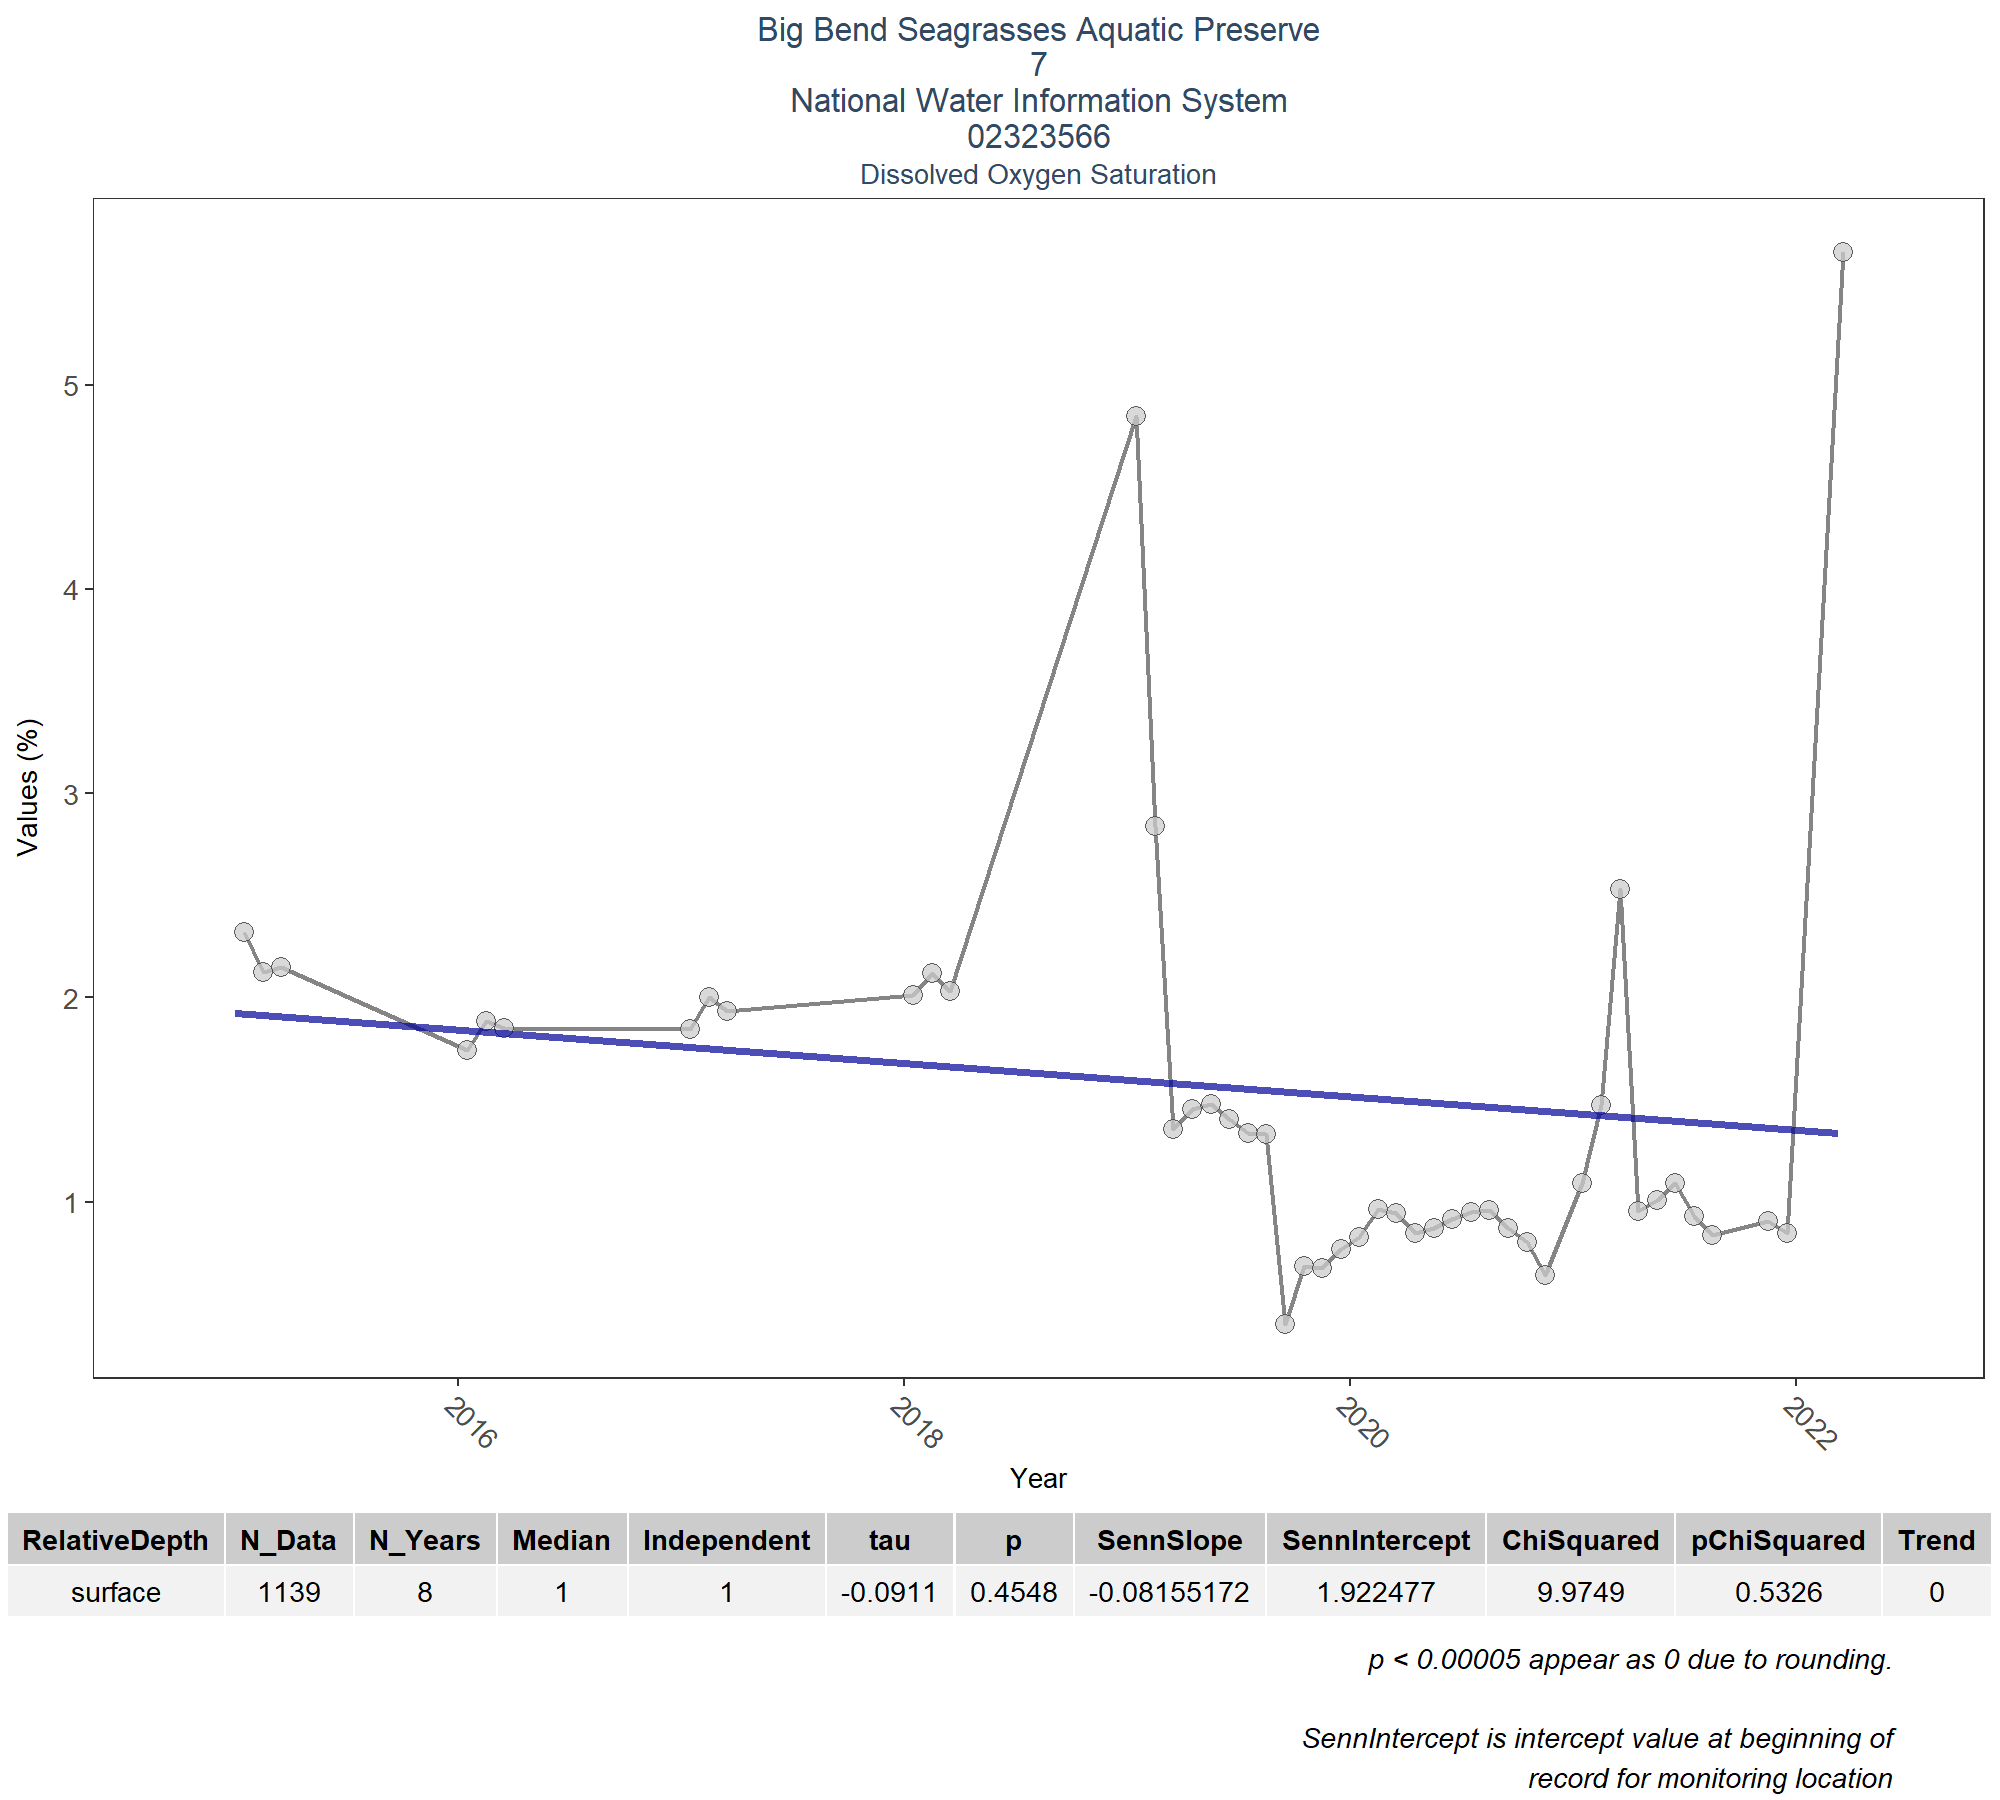 Big Bend Seagrasses Aquatic Preserve
7
National Water Information System
02323566
Dissolved Oxygen Saturation
Values (%)
5
4
3
2
1
2016
2018
2020
2022
Year
RelativeDepth N_Data N_Years Median Independent tau p SennSlope SennIntercept ChiSquared pChiSquared Trend
surface 1139 8 1 1 -0.0911 0.4548 -0.08155172 1.922477 9.9749 0.5326 0
p < 0.00005 appear as 0 due to rounding.
SennIntercept is intercept value at beginning of
record for monitoring location